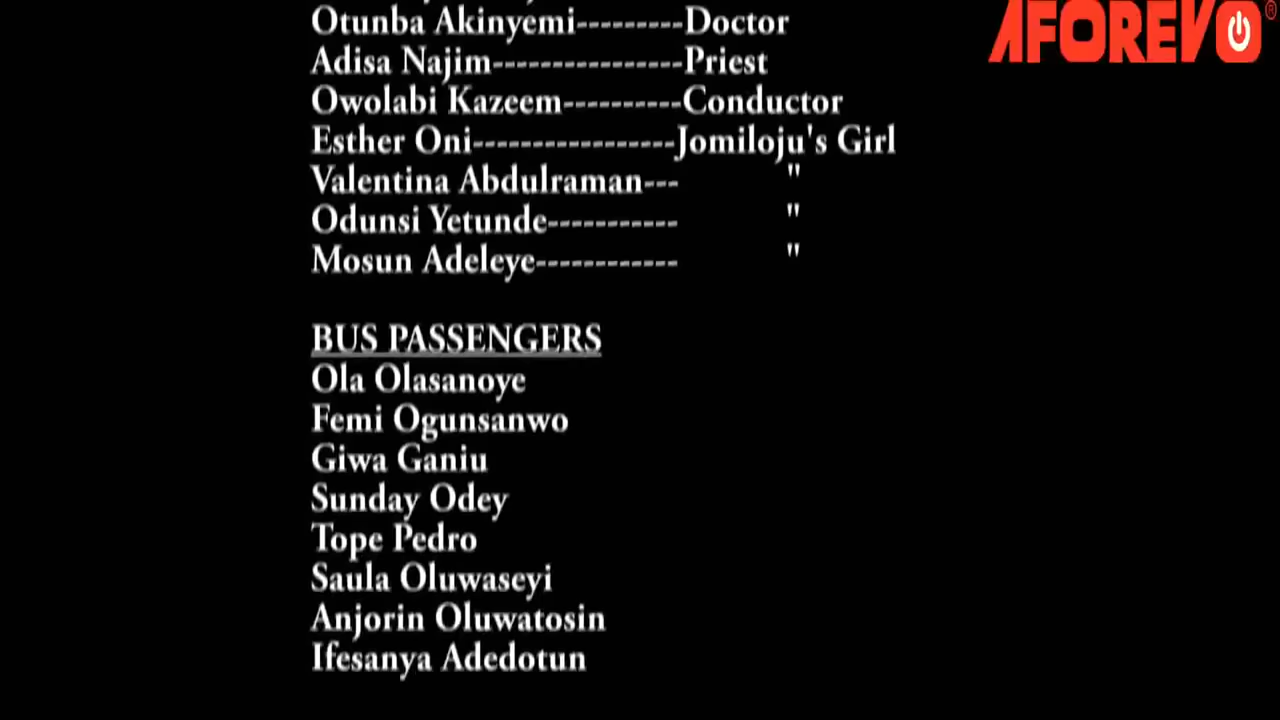 Otunba Akinyemi---------Doctor
AFOREVO®
Adisa Najim----------------Priest
Owolabi Kazeem----------Conductor
Esther Oni-----------------Jomiloju's Girl
Valentina Abdulraman--- "
Odunsi Yetunde----------- "
Mosun Adeleye------------ "
BUS PASSENGERS
Ola Olasanoye
Femi Ogunsanwo
Giwa Ganiu
Sunday Odey
Tope Pedro
Saula Oluwaseyi
Anjorin Oluwatosin
Ifesanya Adedotun